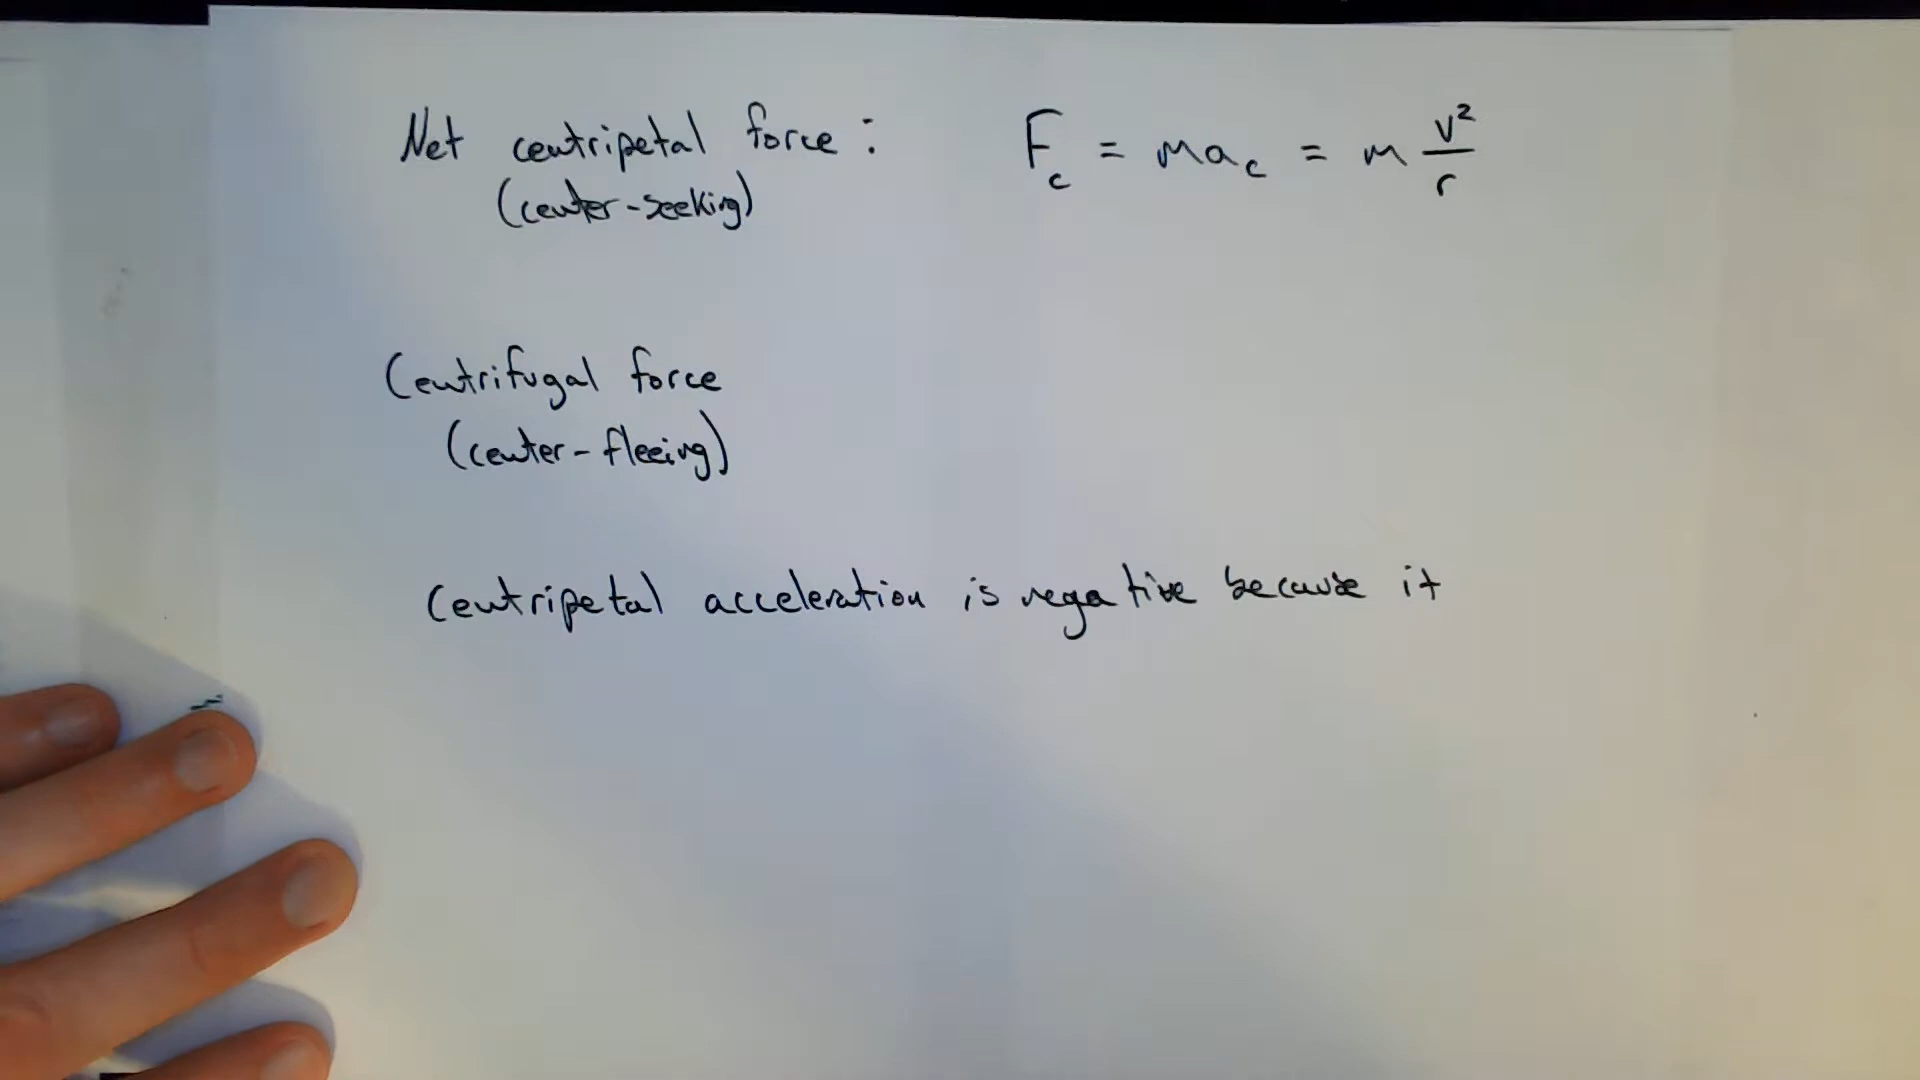 Net centripetal force : F_c = ma_c = m v²/r
(center-seeking)
Centrifugal force
(center-fleeing)
Centripetal acceleration is negative because it